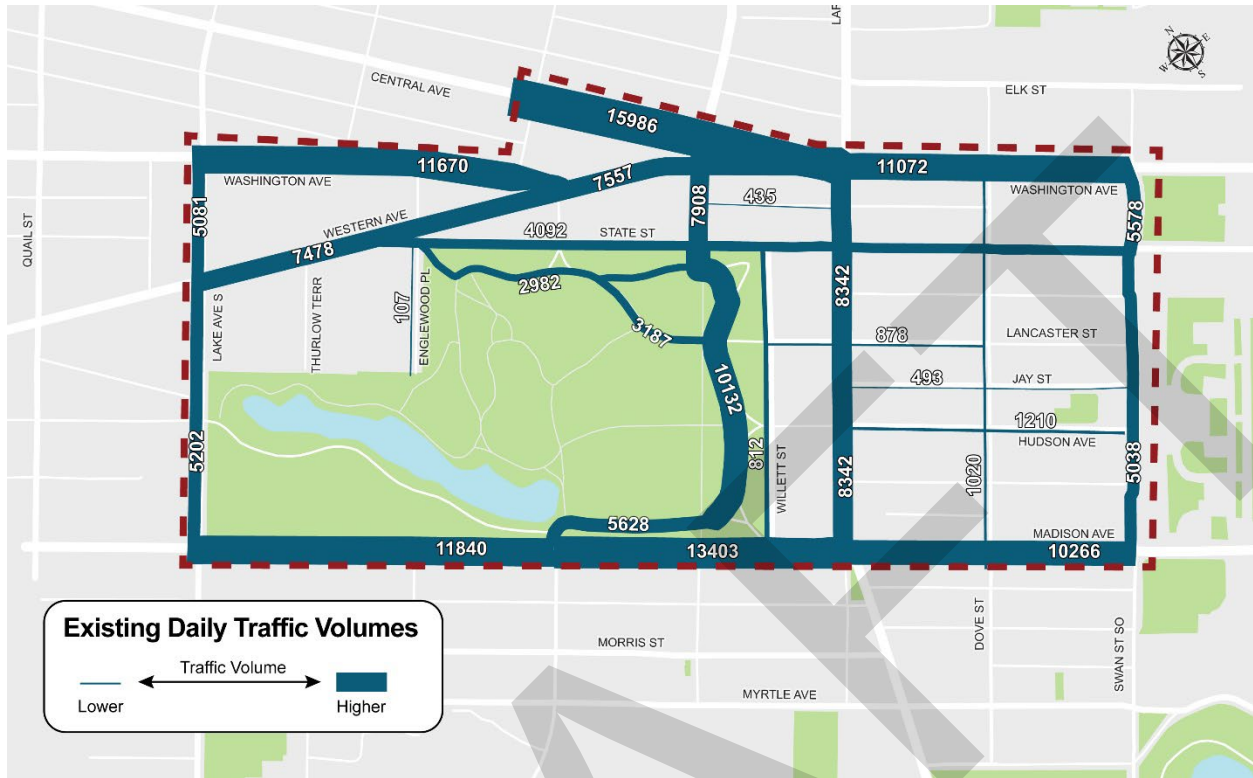 LAR
CENTRAL AVE
N
E
W
S
ELK ST
15986
11670
11072
WASHINGTON AVE
7557
WASHINGTON AVE
7908
435
5081
WESTERN AVE
4092
STATE ST
5578
QUAIL ST
7478
2982
8342
107
ENGLEWOOD PL
LAKE AVE S
THURLOW TERR
3187
878
LANCASTER ST
10132
493
JAY ST
1210
HUDSON AVE
5202
812
WILLETT ST
8342
1020
5038
5628
MADISON AVE
11840
13403
10266
Existing Daily Traffic Volumes
Traffic Volume
Lower
Higher
MORRIS ST
DOVE ST
SWAN ST SO
MYRTLE AVE